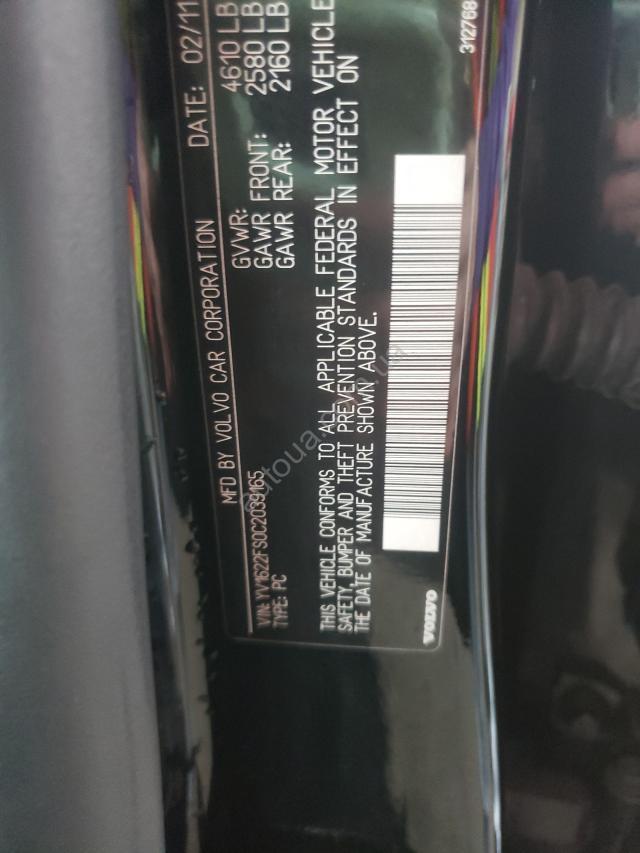 MFD BY VOLVO CAR CORPORATION DATE: 02/11
GVWR: 4610 LB
GAWR FRONT: 2580 LB
GAWR REAR: 2160 LB
VIN: YV1622FS0C2039165
TYPE: PC
THIS VEHICLE CONFORMS TO ALL APPLICABLE FEDERAL MOTOR VEHICLE
SAFETY, BUMPER AND THEFT PREVENTION STANDARDS IN EFFECT ON
THE DATE OF MANUFACTURE SHOWN ABOVE.
VOLVO
312768